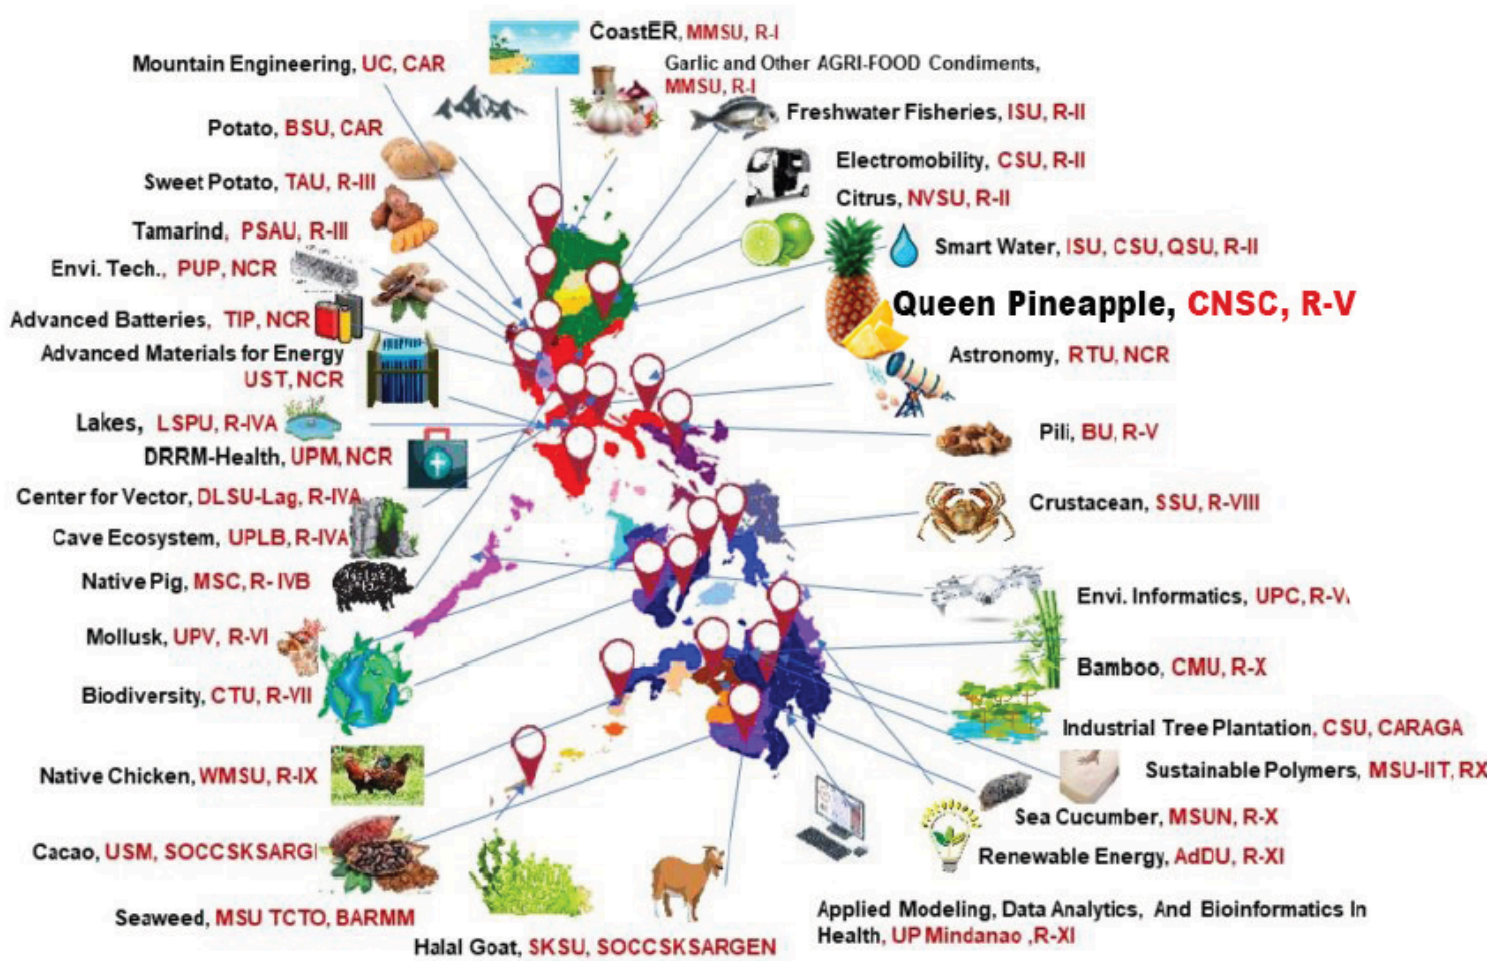 CoastER, MMSU, R-I
Mountain Engineering, UC, CAR
Garlic and Other AGRI-FOOD Condiments,
MMSU, R-I
Freshwater Fisheries, ISU, R-II
Potato, BSU, CAR
Electromobility, CSU, R-II
Sweet Potato, TAU, R-III
Citrus, NVSU, R-II
Tamarind, PSAU, R-III
Smart Water, ISU, CSU, QSU, R-II
Envi. Tech., PUP, NCR
Queen Pineapple, CNSC, R-V
Advanced Batteries, TIP, NCR
Advanced Materials for Energy
UST, NCR
Astronomy, RTU, NCR
Lakes, LSPU, R-IVA
Pili, BU, R-V
DRRM-Health, UPM, NCR
Center for Vector, DLSU-Lag, R-IVA
Crustacean, SSU, R-VIII
Cave Ecosystem, UPLB, R-IVA
Native Pig, MSC, R- IVB
Envi. Informatics, UPC, R-V
Mollusk, UPV, R-VI
Bamboo, CMU, R-X
Biodiversity, CTU, R-VII
Industrial Tree Plantation, CSU, CARAGA
Native Chicken, WMSU, R-IX
Sustainable Polymers, MSU-IIT, RX
Sea Cucumber, MSUN, R-X
Cacao, USM, SOCCSKSARG
Renewable Energy, AdDU, R-XI
Seaweed, MSU TCTO, BARMM
Applied Modeling, Data Analytics, And Bioinformatics In
Health, UP Mindanao ,R-XI
Halal Goat, SKSU, SOCCSKSARGEN